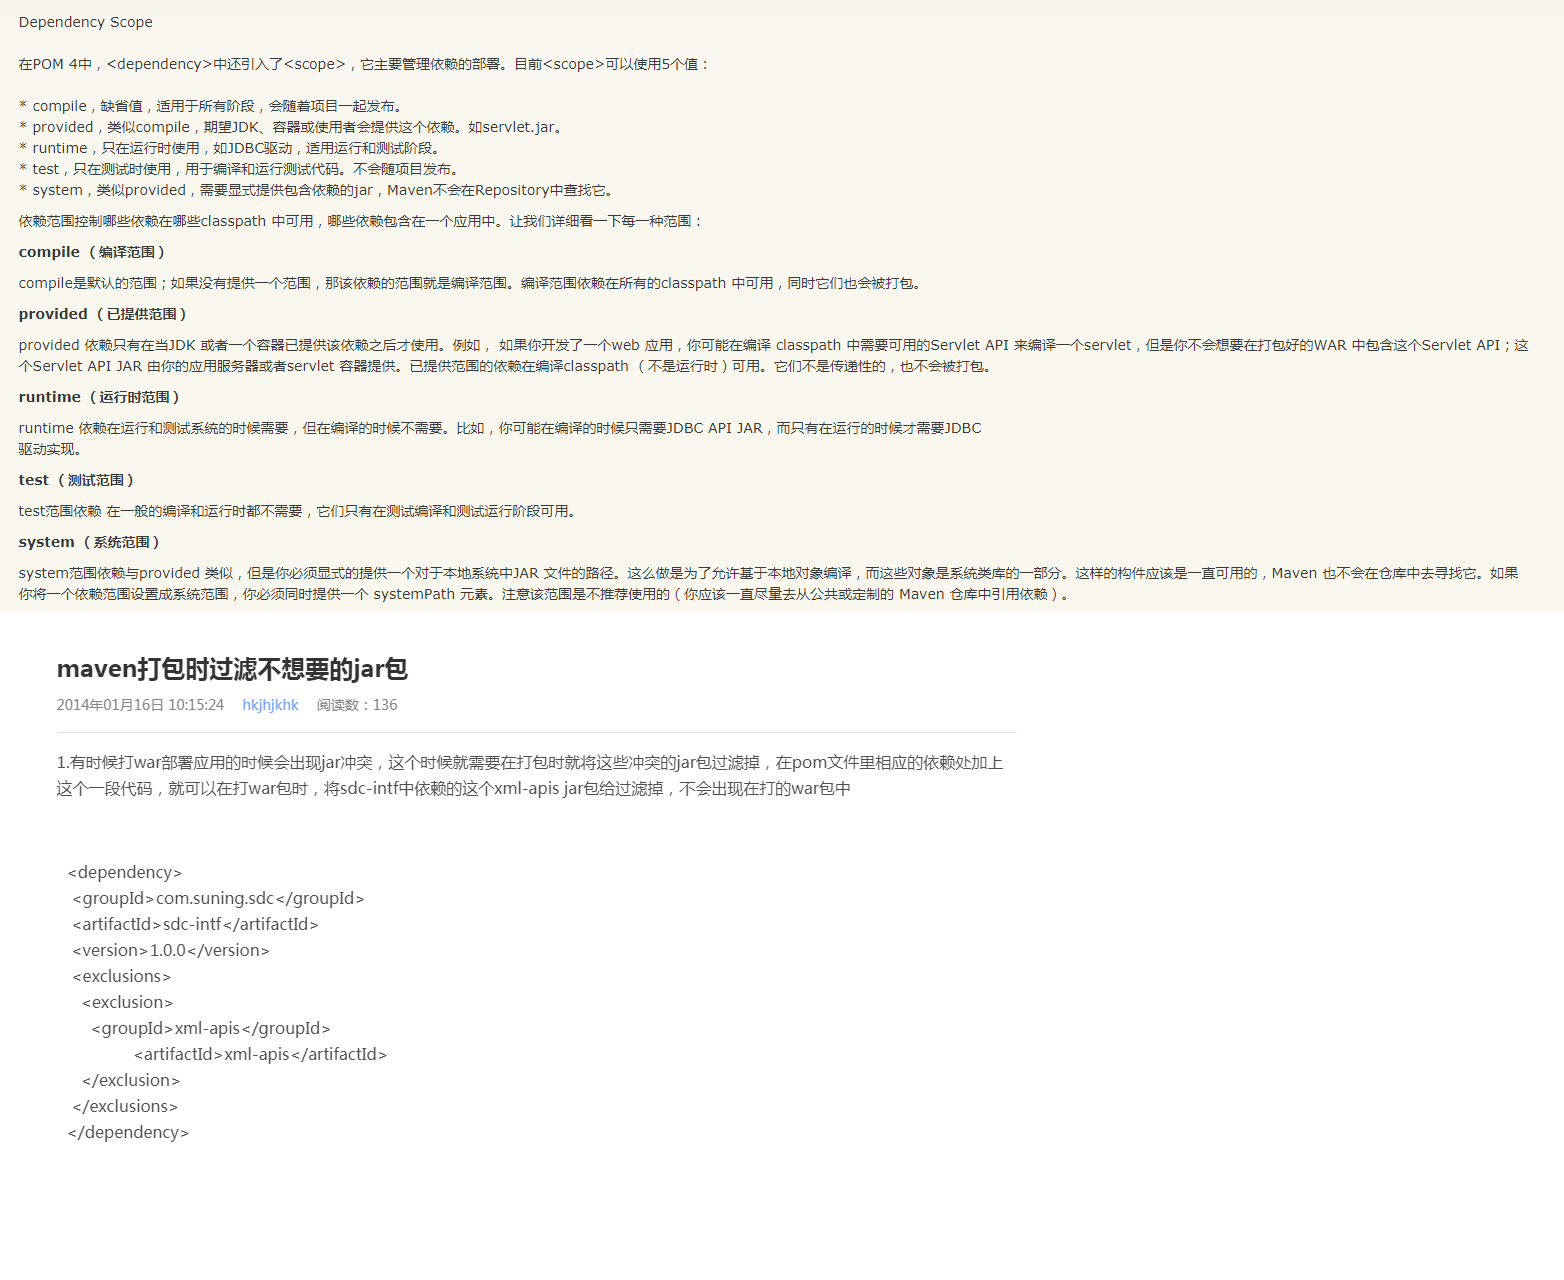 Dependency Scope
在POM 4中，<dependency>中还引入了<scope>，它主要管理依赖的部署。目前<scope>可以使用5个值：
* compile，缺省值，适用于所有阶段，会随着项目一起发布。
* provided，类似compile，期望JDK、容器或使用者会提供这个依赖。如servlet.jar。
* runtime，只在运行时使用，如JDBC驱动，适用运行和测试阶段。
* test，只在测试时使用，用于编译和运行测试代码。不会随项目发布。
* system，类似provided，需要显式提供包含依赖的jar，Maven不会在Repository中查找它。
依赖范围控制哪些依赖在哪些classpath 中可用，哪些依赖包含在一个应用中。让我们详细看一下每一种范围：
compile （编译范围）
compile是默认的范围；如果没有提供一个范围，那该依赖的范围就是编译范围。编译范围依赖在所有的classpath 中可用，同时它们也会被打包。
provided （已提供范围）
provided 依赖只有在当JDK 或者一个容器已提供该依赖之后才使用。例如， 如果你开发了一个web 应用，你可能在编译 classpath 中需要可用的Servlet API 来编译一个servlet，但是你不会想要在打包好的WAR 中包含这个Servlet API；这
个Servlet API JAR 由你的应用服务器或者servlet 容器提供。已提供范围的依赖在编译classpath （不是运行时）可用。它们不是传递性的，也不会被打包。
runtime （运行时范围）
runtime 依赖在运行和测试系统的时候需要，但在编译的时候不需要。比如，你可能在编译的时候只需要JDBC API JAR，而只有在运行的时候才需要JDBC
驱动实现。
test （测试范围）
test范围依赖 在一般的编译和运行时都不需要，它们只有在测试编译和测试运行阶段可用。
system （系统范围）
system范围依赖与provided 类似，但是你必须显式的提供一个对于本地系统中JAR 文件的路径。这么做是为了允许基于本地对象编译，而这些对象是系统类库的一部分。这样的构件应该是一直可用的，Maven 也不会在仓库中去寻找它。如果
你将一个依赖范围设置成系统范围，你必须同时提供一个 systemPath 元素。注意该范围是不推荐使用的（你应该一直尽量去从公共或定制的 Maven 仓库中引用依赖）。
maven打包时过滤不想要的jar包
2014年01月16日 10:15:24 hkjhjkhk 阅读数：136
1.有时候打war部署应用的时候会出现jar冲突，这个时候就需要在打包时就将这些冲突的jar包过滤掉，在pom文件里相应的依赖处加上
这个一段代码，就可以在打war包时，将sdc-intf中依赖的这个xml-apis jar包给过滤掉，不会出现在打的war包中
<dependency>
<groupId>com.suning.sdc</groupId>
<artifactId>sdc-intf</artifactId>
<version>1.0.0</version>
<exclusions>
<exclusion>
<groupId>xml-apis</groupId>
<artifactId>xml-apis</artifactId>
</exclusion>
</exclusions>
</dependency>